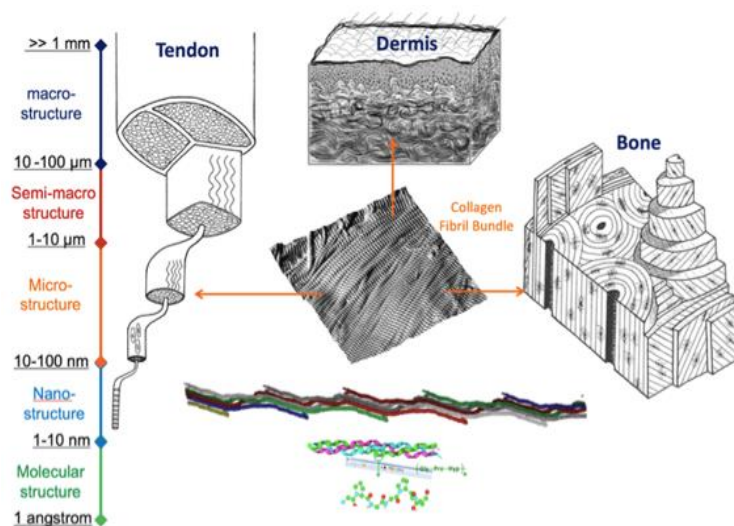 >> 1 mm
macro-
structure
10-100 µm
Semi-macro
structure
1-10 µm
Micro-
structure
10-100 nm
Nano-
structure
1-10 nm
Molecular
structure
1 angstrom
Tendon
Dermis
Bone
Collagen
Fibril Bundle